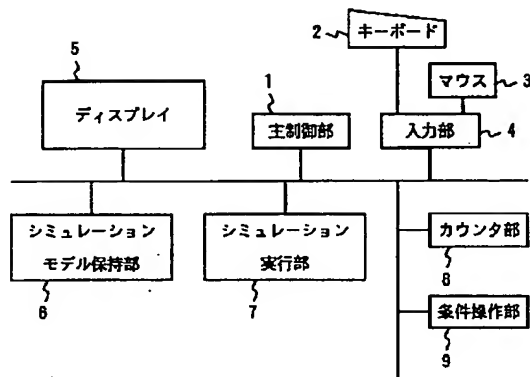 2
キーボード
5
1
マウス
3
ディスプレイ
主制御部
入力部
4
シミュレーション
モデル保持部
シミュレーション
実行部
カウンタ部
8
6
7
条件操作部
9